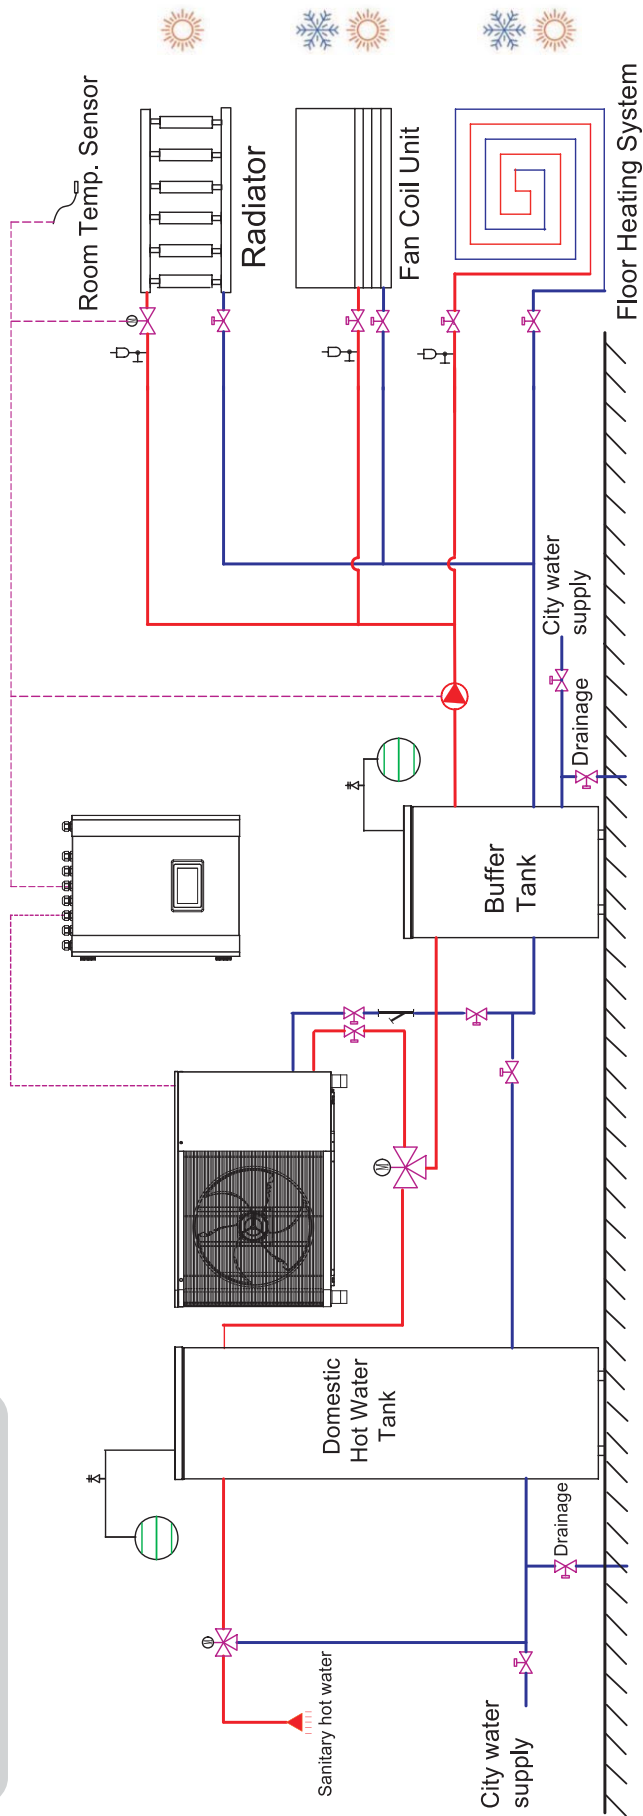 Sanitary hot water
City water
supply
Drainage
Domestic
Hot Water
Tank
M
M
Buffer
Tank
Drainage
City water
supply
M
Room Temp. Sensor
Radiator
Fan Coil Unit
Floor Heating System